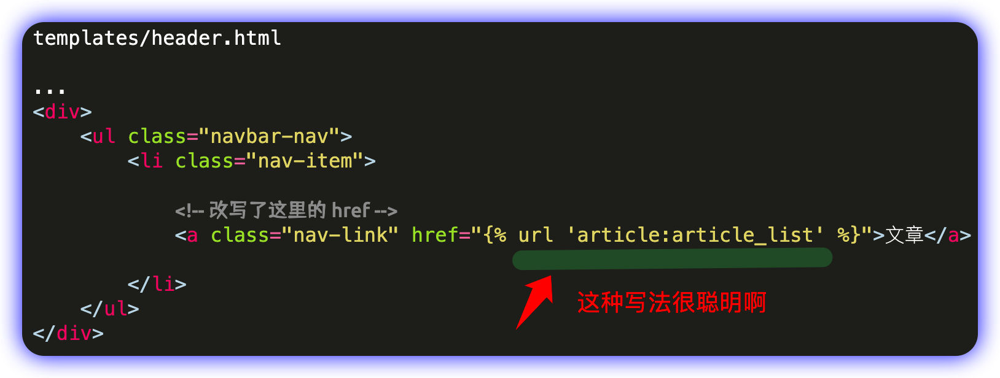 templates/header.html
...
<div>
<ul class="navbar-nav">
<li class="nav-item">
<!-- 改写了这里的 href -->
<a class="nav-link" href="{% url 'article:article_list' %}">文章</a>
</li>
这种写法很聪明啊
</ul>
</div>